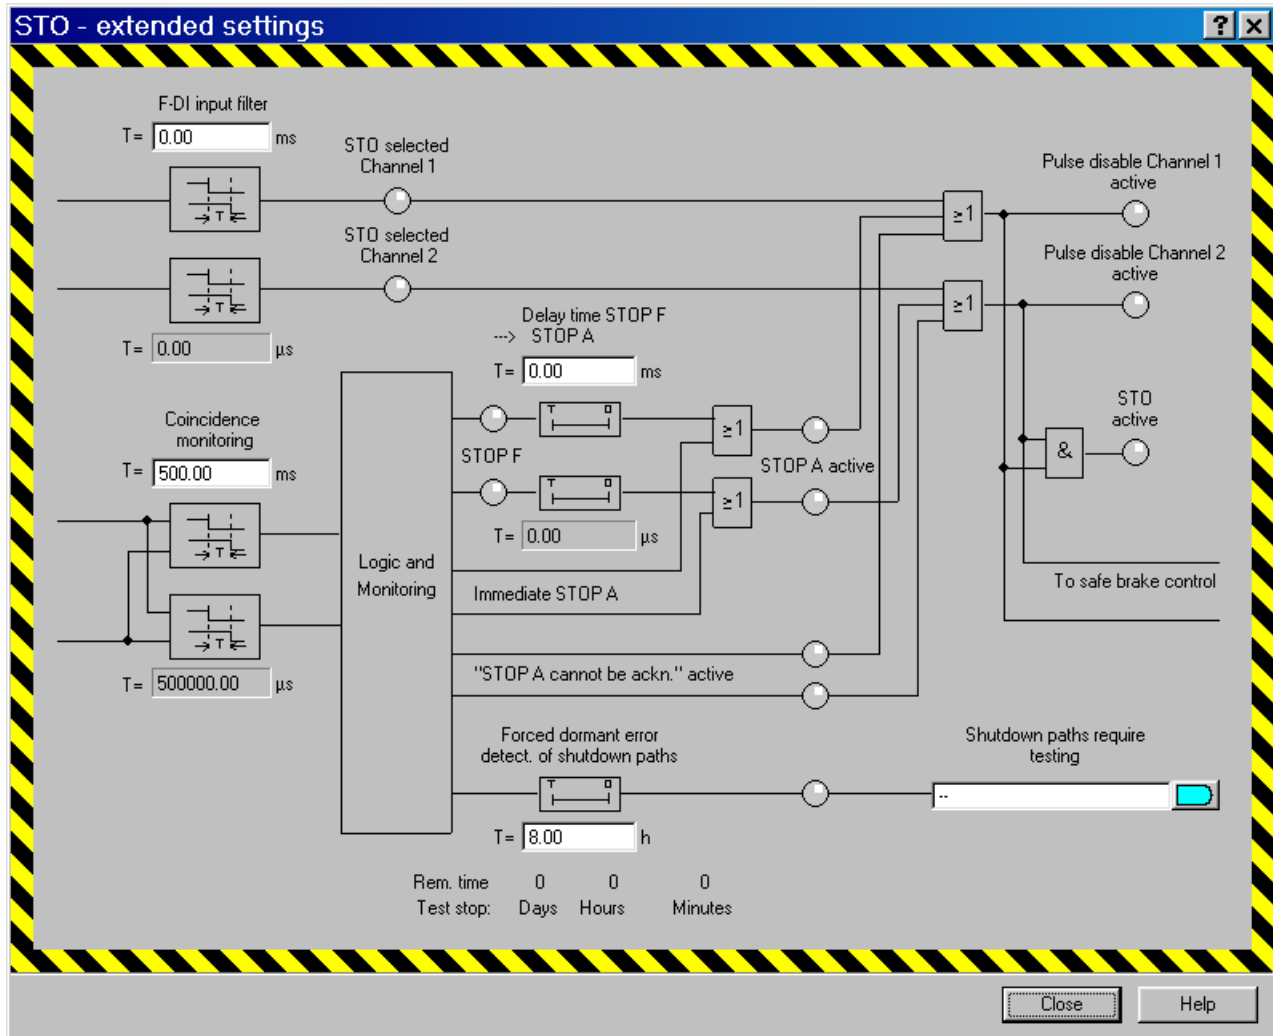 STO - extended settings
F-DI input filter
T= 0.00 ms
STO selected
Channel 1
Pulse disable Channel 1
active
T
≥1
STO selected
Channel 2
Pulse disable Channel 2
active
T
≥1
T= 0.00 µs
Delay time STOP F
---> STOP A
T= 0.00 ms
Coincidence
monitoring
T= 500.00 ms
T 0
≥1
STO
active
&
STOP F
STOP A active
T 0
≥1
T= 0.00 µs
T
Logic and
Monitoring
Immediate STOP A
To safe brake control
T
T= 500000.00 µs
"STOP A cannot be ackn." active
Forced dormant error
detect. of shutdown paths
Shutdown paths require
testing
T 0
--
T= 8.00 h
Rem. time 0 0 0
Test stop: Days Hours Minutes
Close Help